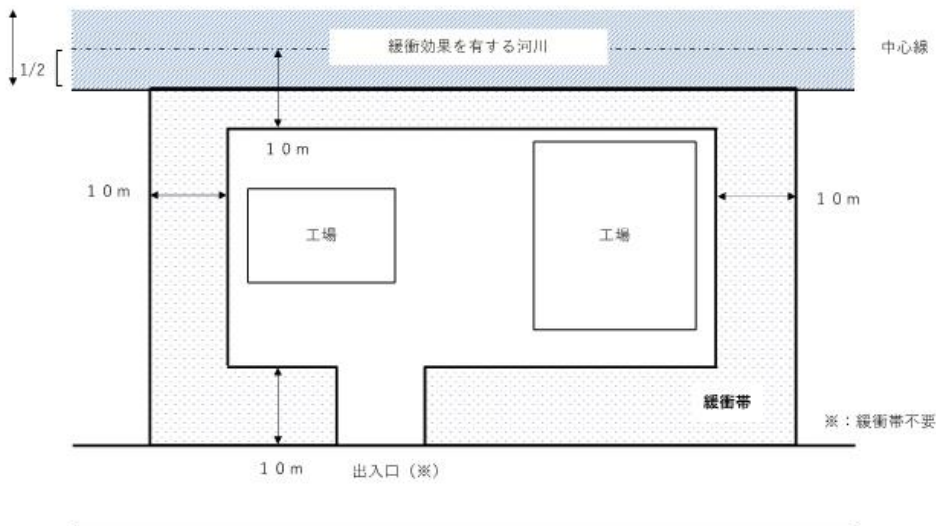 緩衝効果を有する河川
中心線
1/2
１０ｍ
１０ｍ
１０ｍ
工場
工場
緩衝帯
※：緩衝帯不要
１０ｍ
出入口（※）